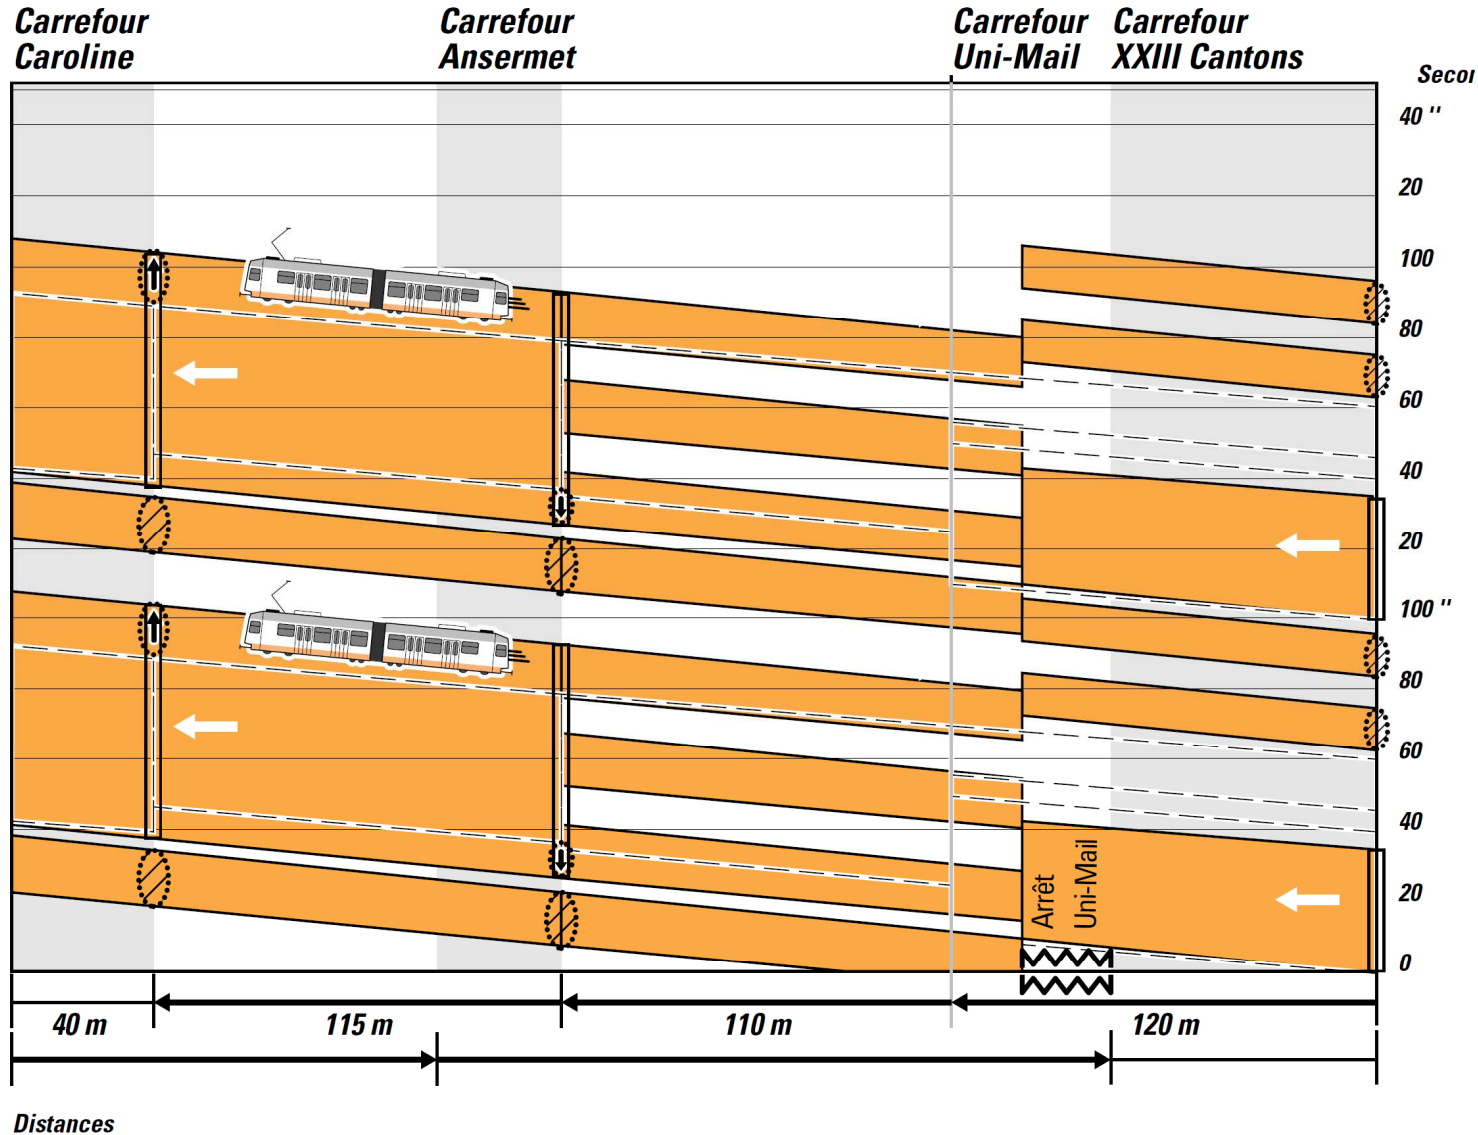 Carrefour
Caroline
Carrefour
Ansermet
Carrefour
Uni-Mail
Carrefour
XXIII Cantons
40 ''
20
100
80
60
40
20
100 ''
80
60
40
20
0
Arrêt
Uni-Mail
40 m
115 m
110 m
120 m
Distances